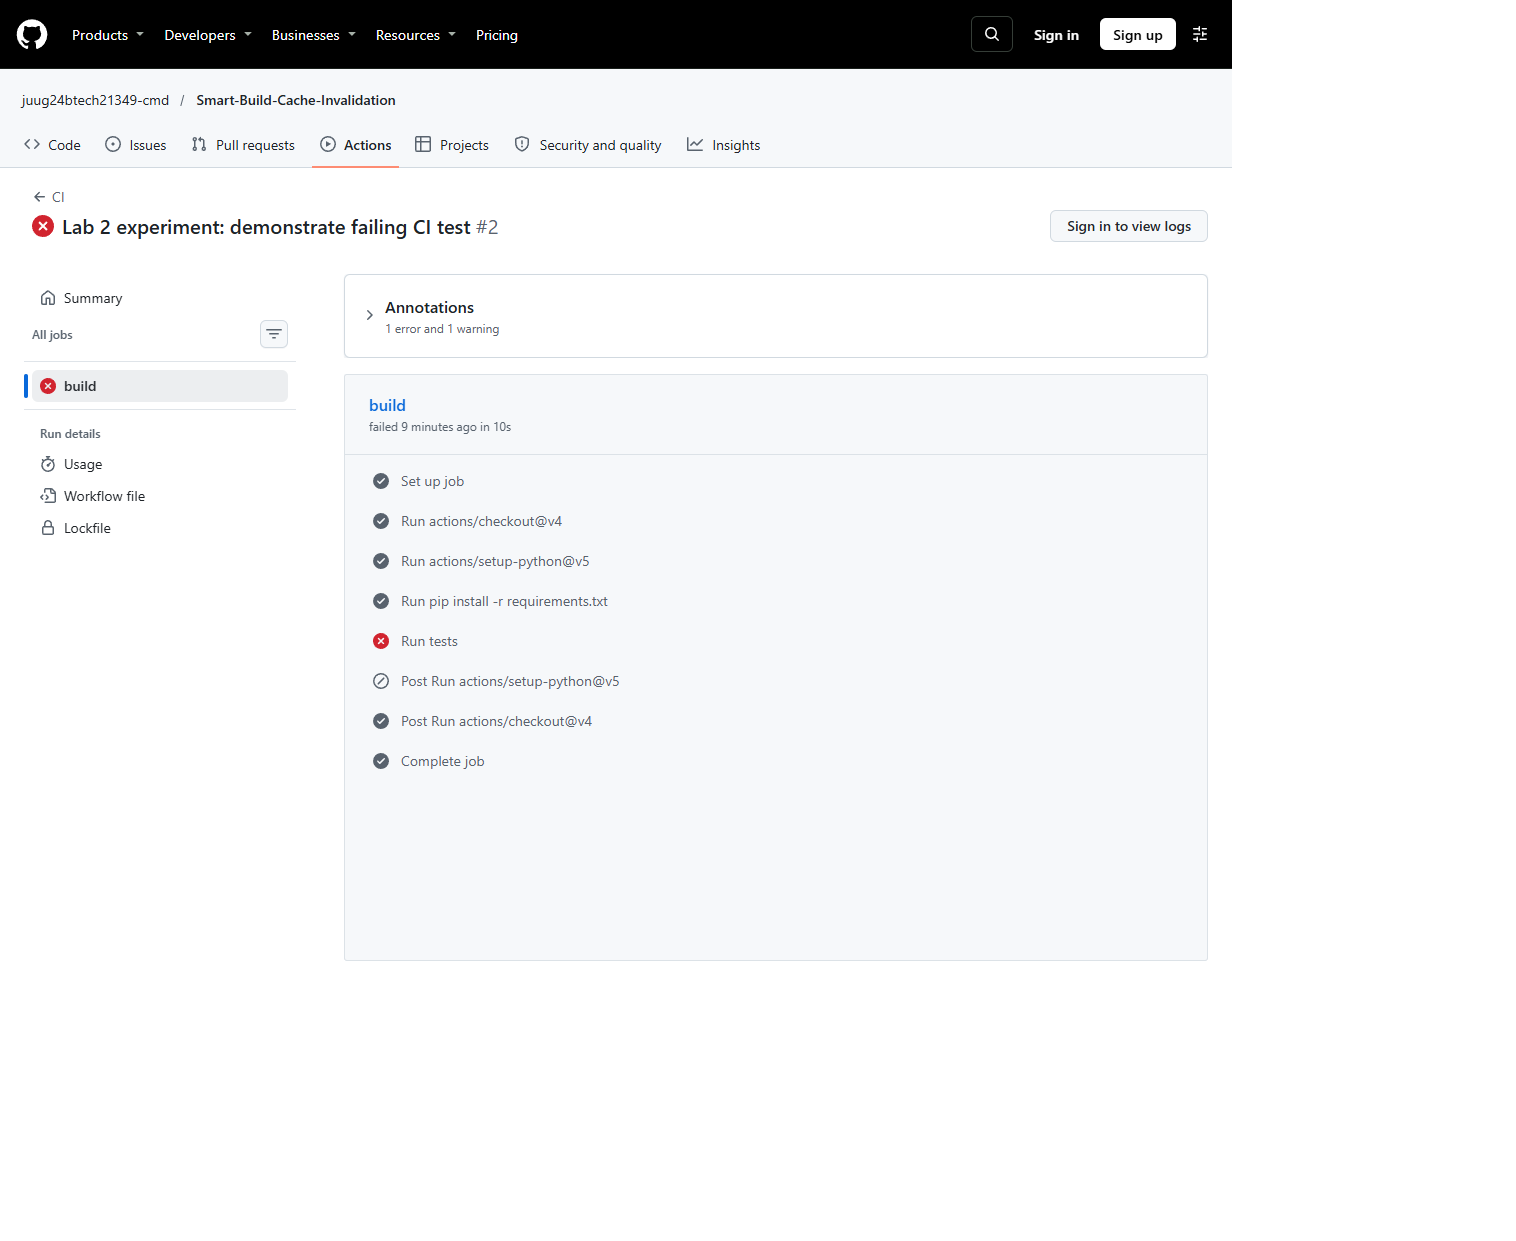 Products Developers Businesses Resources Pricing Sign in Sign up
juug24btech21349-cmd / Smart-Build-Cache-Invalidation
Code Issues Pull requests Actions Projects Security and quality Insights
CI
Lab 2 experiment: demonstrate failing CI test #2
Sign in to view logs
Summary
All jobs
build
Run details
Usage
Workflow file
Lockfile
Annotations
1 error and 1 warning
build
failed 9 minutes ago in 10s
Set up job
Run actions/checkout@v4
Run actions/setup-python@v5
Run pip install -r requirements.txt
Run tests
Post Run actions/setup-python@v5
Post Run actions/checkout@v4
Complete job